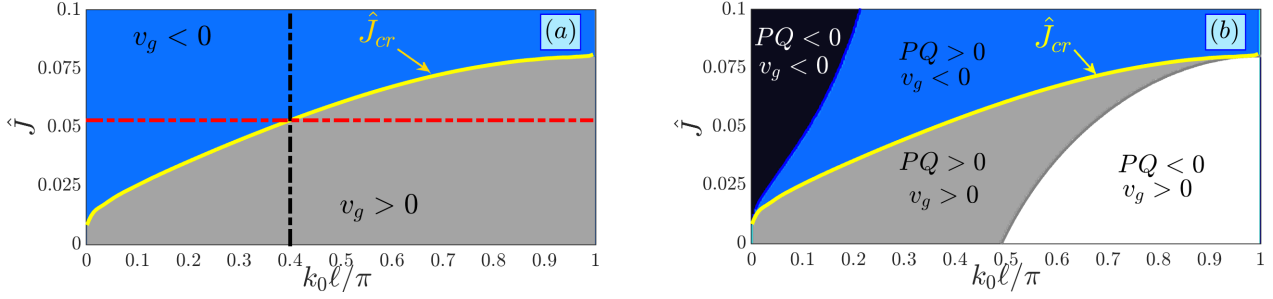 0.1
0.075
0.05
0.025
0
Ĵ
v_g < 0
Ĵ_cr
(a)
v_g > 0
0 0.1 0.2 0.3 0.4 0.5 0.6 0.7 0.8 0.9 1
k_0ℓ/π
0.1
0.075
0.05
0.025
0
Ĵ
PQ < 0
v_g < 0
PQ > 0
v_g < 0
Ĵ_cr
(b)
PQ > 0
v_g > 0
PQ < 0
v_g > 0
0 0.1 0.2 0.3 0.4 0.5 0.6 0.7 0.8 0.9 1
k_0ℓ/π